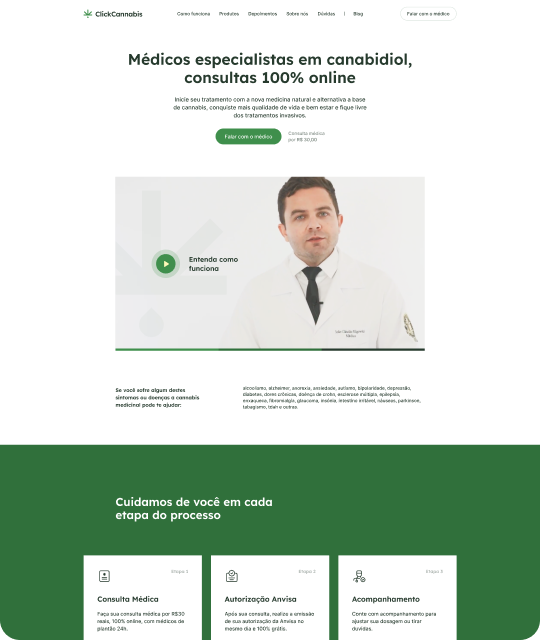 ClickCannabis
Como funciona Produtos Depoimentos Sobre nós Dúvidas | Blog
Falar com o médico
Médicos especialistas em canabidiol,
consultas 100% online
Inicie seu tratamento com a nova medicina natural e alternativa à base
de cannabis, conquiste mais qualidade de vida e bem estar e fique livre
dos tratamentos invasivos.
Falar com o médico
Consulta médica
por R$ 30,00
Entenda como
funciona
Se você sofre algum destes
sintomas ou doenças a cannabis
medicinal pode te ajudar:
alcoolismo, alzheimer, anorexia, ansiedade, autismo, bipolaridade, depressão,
diabetes, dores crônicas, doença de crohn, esclerose múltipla, epilepsia,
enxaqueca, fibromialgia, glaucoma, insônia, intestino irritável, náuseas, parkinson,
tabagismo, tdah e outras.
Cuidamos de você em cada
etapa do processo
Etapa 1
Consulta Médica
Faça sua consulta médica por R$30
reais, 100% online, com médicos de
plantão 24h.
Etapa 2
Autorização Anvisa
Após sua consulta, realize a emissão
de sua autorização da Anvisa no
mesmo dia e 100% grátis.
Etapa 3
Acompanhamento
Conte com acompanhamento para
ajustar sua dosagem ou tirar
duvidas.